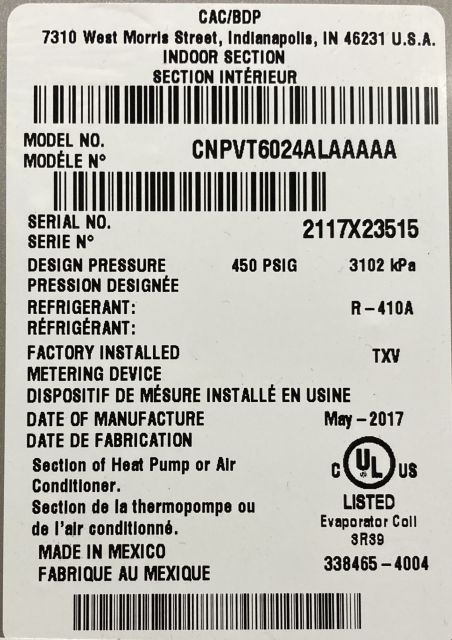 CAC/BDP
7310 West Morris Street, Indianapolis, IN 46231 U.S.A.
INDOOR SECTION
SECTION INTÉRIEUR
MODEL NO. CNPVT6024ALAAAAA
MODÉLE N°
SERIAL NO. 2117X23515
SERIE N°
DESIGN PRESSURE 450 PSIG 3102 kPa
PRESSION DESIGNÉE
REFRIGERANT: R-410A
RÉFRIGÉRANT:
FACTORY INSTALLED TXV
METERING DEVICE
DISPOSITIF DE MÉSURE INSTALLÉ EN USINE
DATE OF MANUFACTURE May-2017
DATE DE FABRICATION
Section of Heat Pump or Air
Conditioner.
Section de la thermopompe ou
de l'air conditionné.
C UL US
LISTED
Evaporator Coil
3R39
MADE IN MEXICO 338465-4004
FABRIQUE AU MEXIQUE